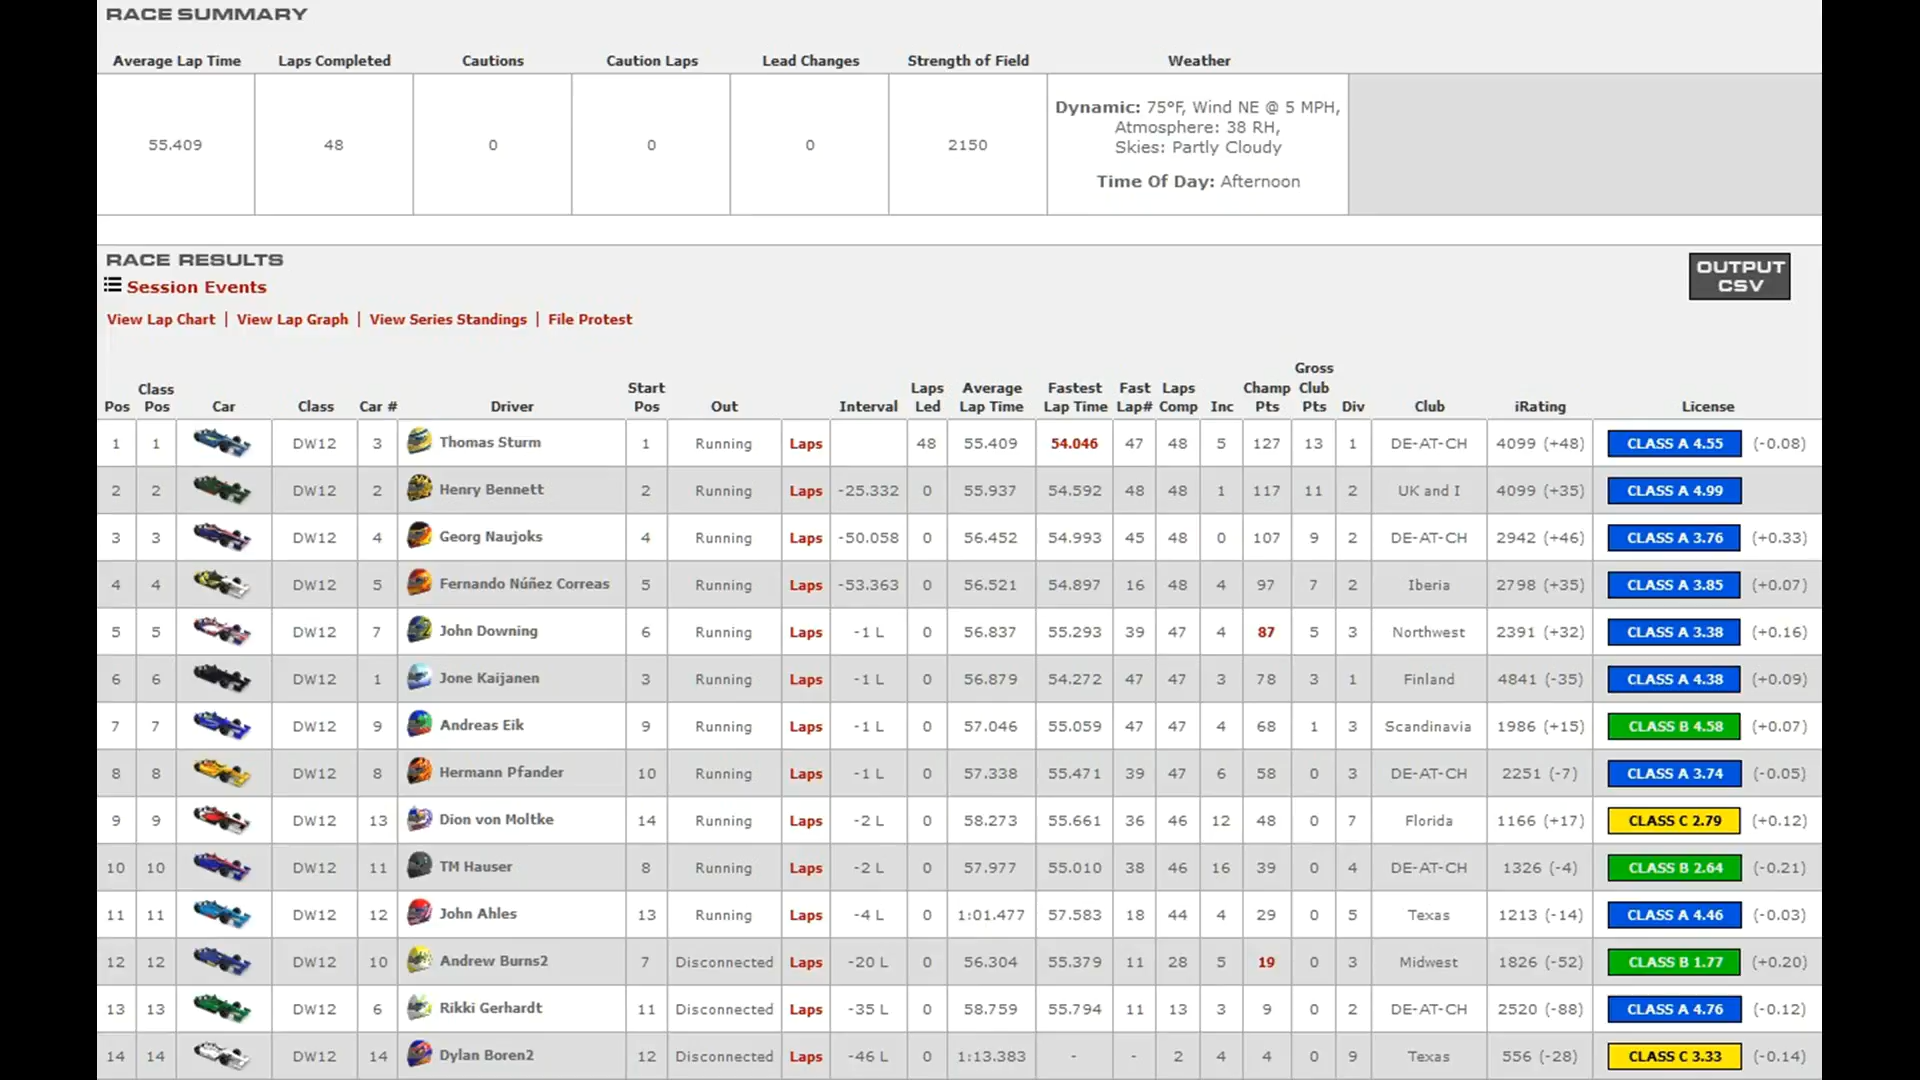 RACE SUMMARY
Average Lap Time Laps Completed Cautions Caution Laps Lead Changes Strength of Field Weather
55.409 48 0 0 0 2150 Dynamic: 75°F, Wind NE @ 5 MPH,
Atmosphere: 38 RH,
Skies: Partly Cloudy
Time Of Day: Afternoon
RACE RESULTS
OUTPUT CSV
Session Events
View Lap Chart | View Lap Graph | View Series Standings | File Protest
Pos Class Pos Car Class Car # Driver Start Pos Out Interval Laps Led Average Lap Time Fastest Lap Time Fast Lap# Laps Comp Inc Champ Pts Gross Club Pts Div Club iRating License
1 1 DW12 3 Thomas Sturm 1 Running Laps 48 55.409 54.046 47 48 5 127 13 1 DE-AT-CH 4099 (+48) CLASS A 4.55 (-0.08)
2 2 DW12 2 Henry Bennett 2 Running Laps -25.332 0 55.937 54.592 48 48 1 117 11 2 UK and I 4099 (+35) CLASS A 4.99
3 3 DW12 4 Georg Naujoks 4 Running Laps -50.058 0 56.452 54.993 45 48 0 107 9 2 DE-AT-CH 2942 (+46) CLASS A 3.76 (+0.33)
4 4 DW12 5 Fernando Núñez Correas 5 Running Laps -53.363 0 56.521 54.897 16 48 4 97 7 2 Iberia 2798 (+35) CLASS A 3.85 (+0.07)
5 5 DW12 7 John Downing 6 Running Laps -1 L 0 56.837 55.293 39 47 4 87 5 3 Northwest 2391 (+32) CLASS A 3.38 (+0.16)
6 6 DW12 1 Jone Kaijanen 3 Running Laps -1 L 0 56.879 54.272 47 47 3 78 3 1 Finland 4841 (-35) CLASS A 4.38 (+0.09)
7 7 DW12 9 Andreas Eik 9 Running Laps -1 L 0 57.046 55.059 47 47 4 68 1 3 Scandinavia 1986 (+15) CLASS B 4.58 (+0.07)
8 8 DW12 8 Hermann Pfander 10 Running Laps -1 L 0 57.338 55.471 39 47 6 58 0 3 DE-AT-CH 2251 (-7) CLASS A 3.74 (-0.05)
9 9 DW12 13 Dion von Moltke 14 Running Laps -2 L 0 58.273 55.661 36 46 12 48 0 7 Florida 1166 (+17) CLASS C 2.79 (+0.12)
10 10 DW12 11 TM Hauser 8 Running Laps -2 L 0 57.977 55.010 38 46 16 39 0 4 DE-AT-CH 1326 (-4) CLASS B 2.64 (-0.21)
11 11 DW12 12 John Ahles 13 Running Laps -4 L 0 1:01.477 57.583 18 44 4 29 0 5 Texas 1213 (-14) CLASS A 4.46 (-0.03)
12 12 DW12 10 Andrew Burns2 7 Disconnected Laps -20 L 0 56.304 55.379 11 28 5 19 0 3 Midwest 1826 (-52) CLASS B 1.77 (+0.20)
13 13 DW12 6 Rikki Gerhardt 11 Disconnected Laps -35 L 0 58.759 55.794 11 13 3 9 0 2 DE-AT-CH 2520 (-88) CLASS A 4.76 (-0.12)
14 14 DW12 14 Dylan Boren2 12 Disconnected Laps -46 L 0 1:13.383 - - 2 4 4 0 9 Texas 556 (-28) CLASS C 3.33 (-0.14)